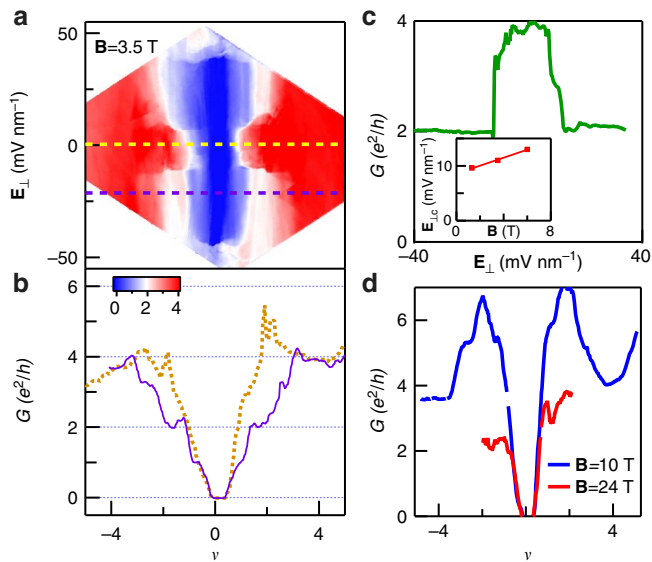 a
B=3.5 T
50
0
−50
E⊥ (mV nm−1)
b
0 2 4
6
4
2
0
G (e2/h)
−4 0 4
ν
c
4
2
0
G (e2/h)
10
0
E⊥c (mV nm−1)
0 8
B (T)
−40 40
E⊥ (mV nm−1)
d
6
4
2
0
G (e2/h)
B=10 T
B=24 T
−4 0 4
ν